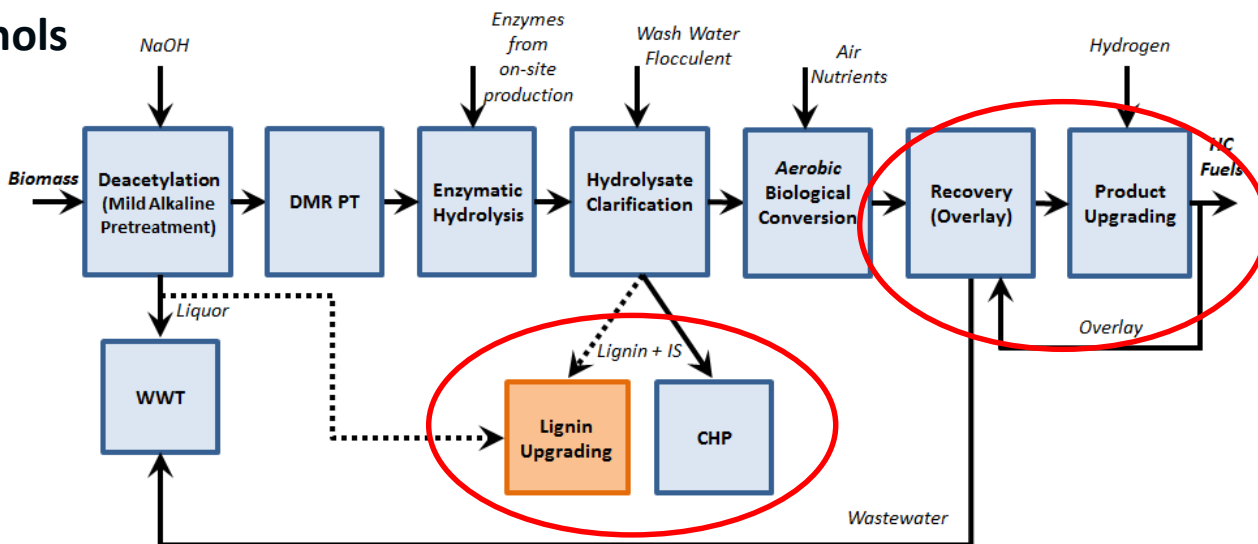 nols
NaOH
Enzymes
from
on-site
production
Wash Water
Flocculent
Air
Nutrients
Hydrogen
Biomass
Deacetylation
(Mild Alkaline
Pretreatment)
DMR PT
Enzymatic
Hydrolysis
Hydrolysate
Clarification
Aerobic
Biological
Conversion
Recovery
(Overlay)
Product
Upgrading
HC
Fuels
Liquor
Lignin + IS
Overlay
WWT
Lignin
Upgrading
CHP
Wastewater